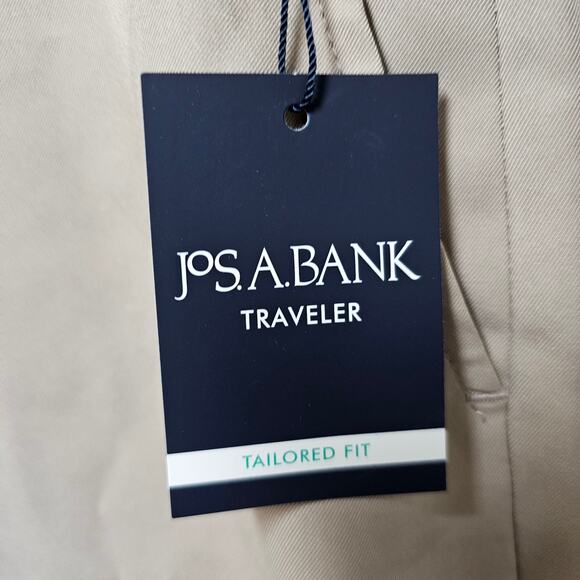 JOS. A. BANK
TRAVELER
TAILORED FIT